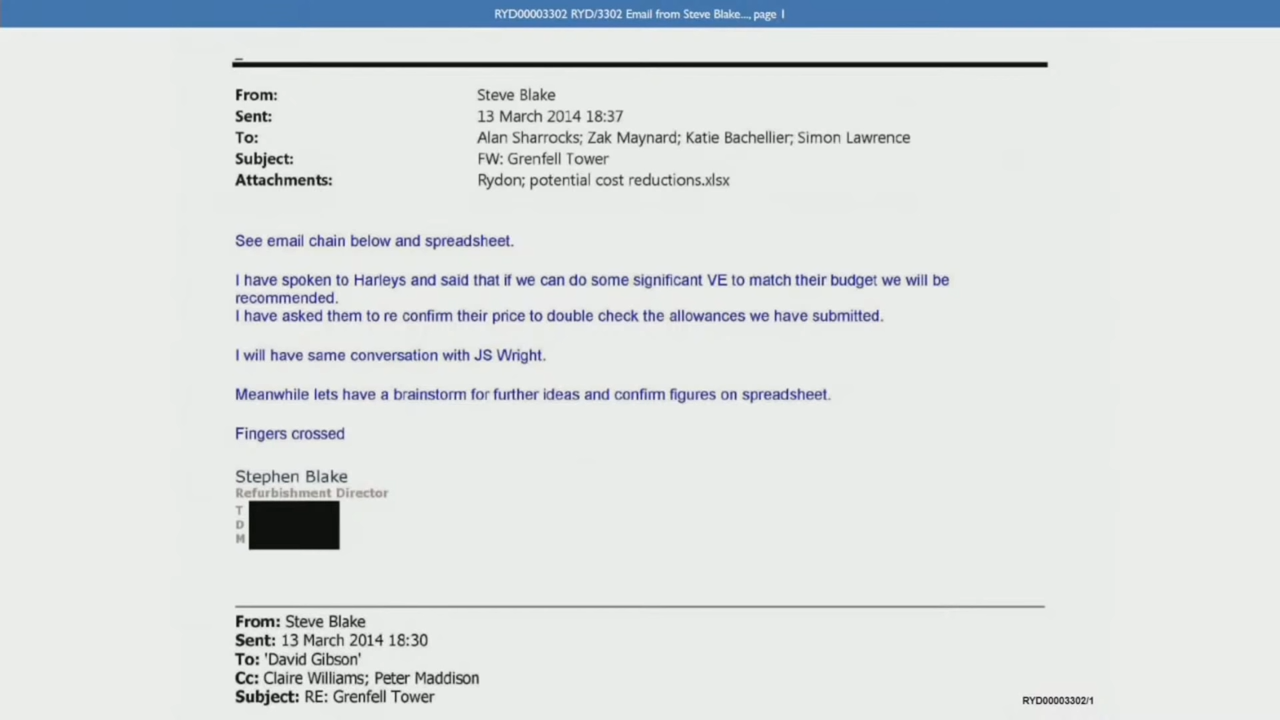 RYD00003302 RYD/3302 Email from Steve Blake..., page 1
From: Steve Blake
Sent: 13 March 2014 18:37
To: Alan Sharrocks; Zak Maynard; Katie Bachellier; Simon Lawrence
Subject: FW: Grenfell Tower
Attachments: Rydon; potential cost reductions.xlsx
See email chain below and spreadsheet.
I have spoken to Harleys and said that if we can do some significant VE to match their budget we will be
recommended.
I have asked them to re confirm their price to double check the allowances we have submitted.
I will have same conversation with JS Wright.
Meanwhile lets have a brainstorm for further ideas and confirm figures on spreadsheet.
Fingers crossed
Stephen Blake
Refurbishment Director
T
D
M
From: Steve Blake
Sent: 13 March 2014 18:30
To: 'David Gibson'
Cc: Claire Williams; Peter Maddison
Subject: RE: Grenfell Tower
RYD00003302/1